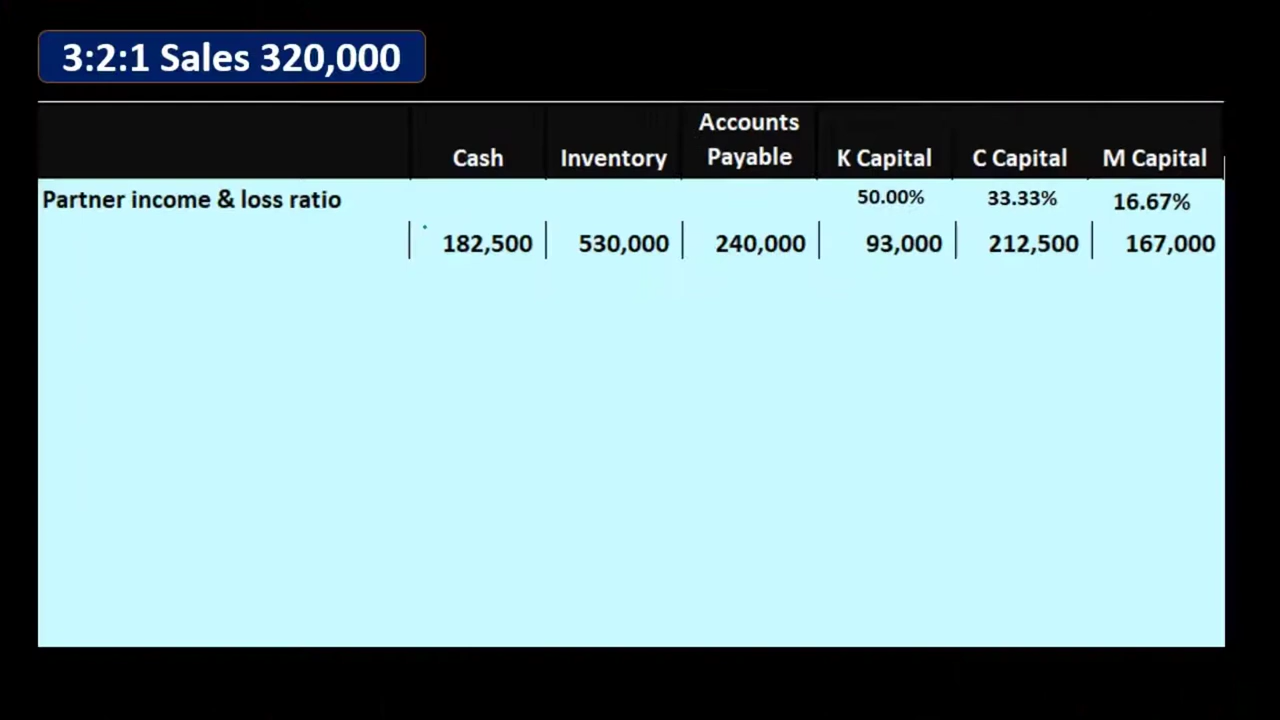 3:2:1 Sales 320,000
Cash Inventory Accounts Payable K Capital C Capital M Capital
Partner income & loss ratio 50.00% 33.33% 16.67%
182,500 530,000 240,000 93,000 212,500 167,000